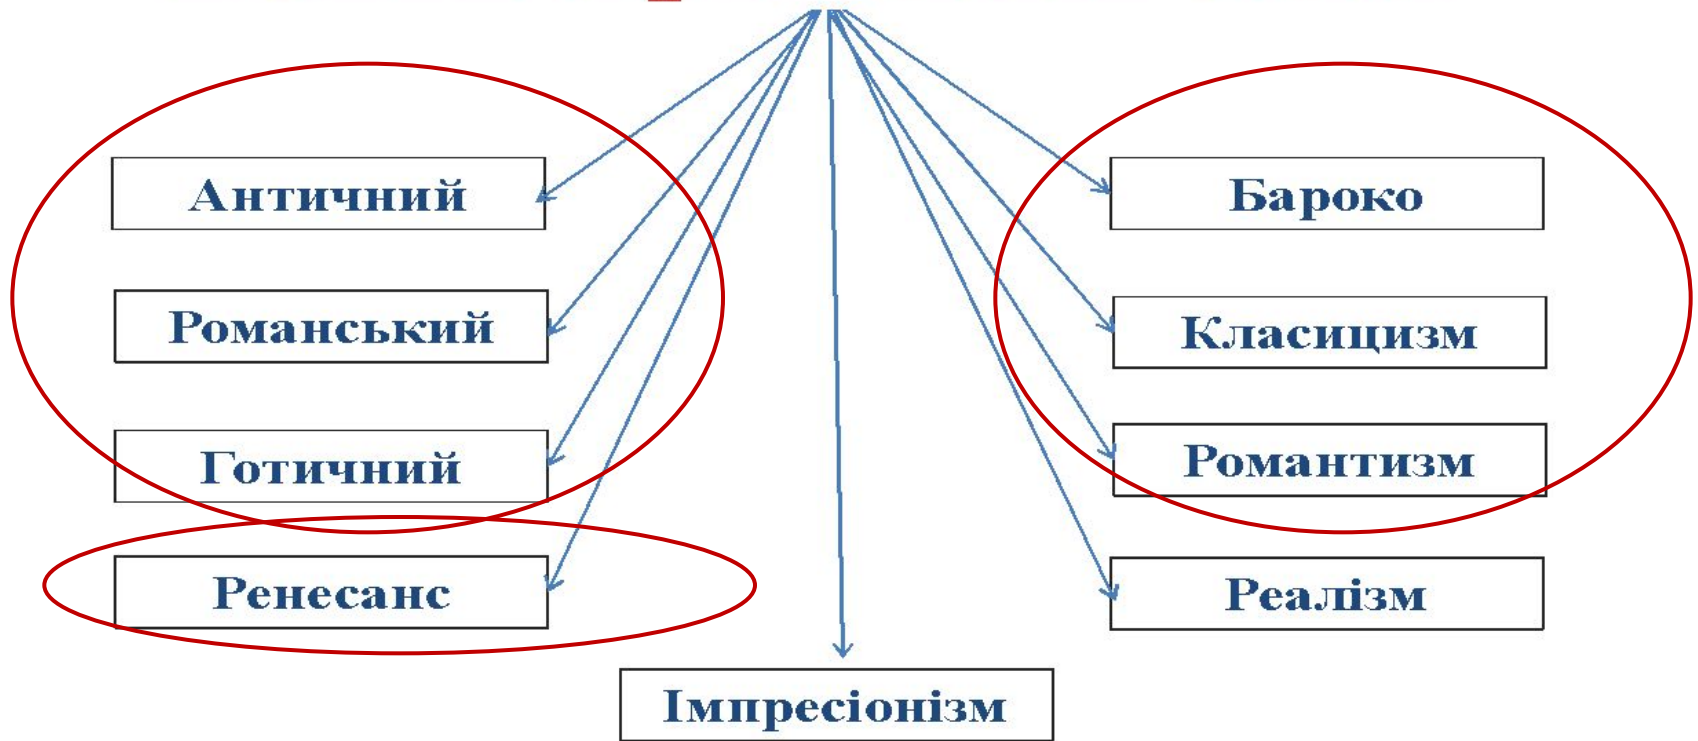 Античний
Романський
Готичний
Ренесанс
Бароко
Класицизм
Романтизм
Реалізм
Імпресіонізм